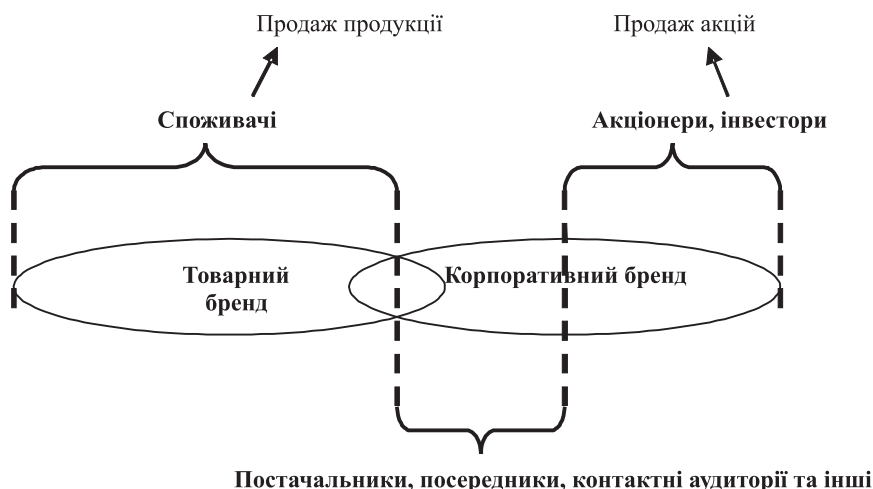 Продаж продукції
Продаж акцій
Споживачі
Акціонери, інвестори
Товарний
бренд
Корпоративний бренд
Постачальники, посередники, контактні аудиторії та інші